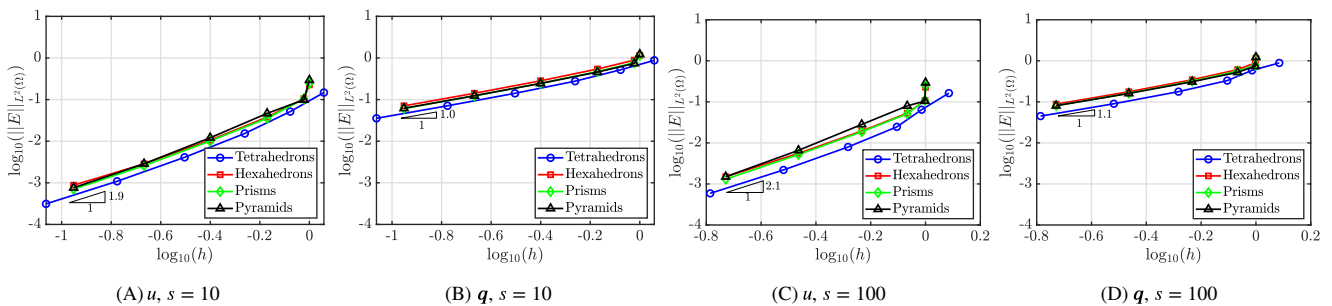 log10(||E||L2(Ω))
1
0
-1
-2
-3
-4
1.9
1
Tetrahedrons
Hexahedrons
Prisms
Pyramids
-1 -0.8 -0.6 -0.4 -0.2 0
log10(h)
(A) u, s = 10
log10(||E||L2(Ω))
1
0
-1
-2
-3
-4
1.0
1
Tetrahedrons
Hexahedrons
Prisms
Pyramids
-1 -0.8 -0.6 -0.4 -0.2 0
log10(h)
(B) q, s = 10
log10(||E||L2(Ω))
1
0
-1
-2
-3
-4
2.1
1
Tetrahedrons
Hexahedrons
Prisms
Pyramids
-0.8 -0.6 -0.4 -0.2 0 0.2
log10(h)
(C) u, s = 100
log10(||E||L2(Ω))
1
0
-1
-2
-3
-4
1.1
1
Tetrahedrons
Hexahedrons
Prisms
Pyramids
-0.8 -0.6 -0.4 -0.2 0 0.2
log10(h)
(D) q, s = 100